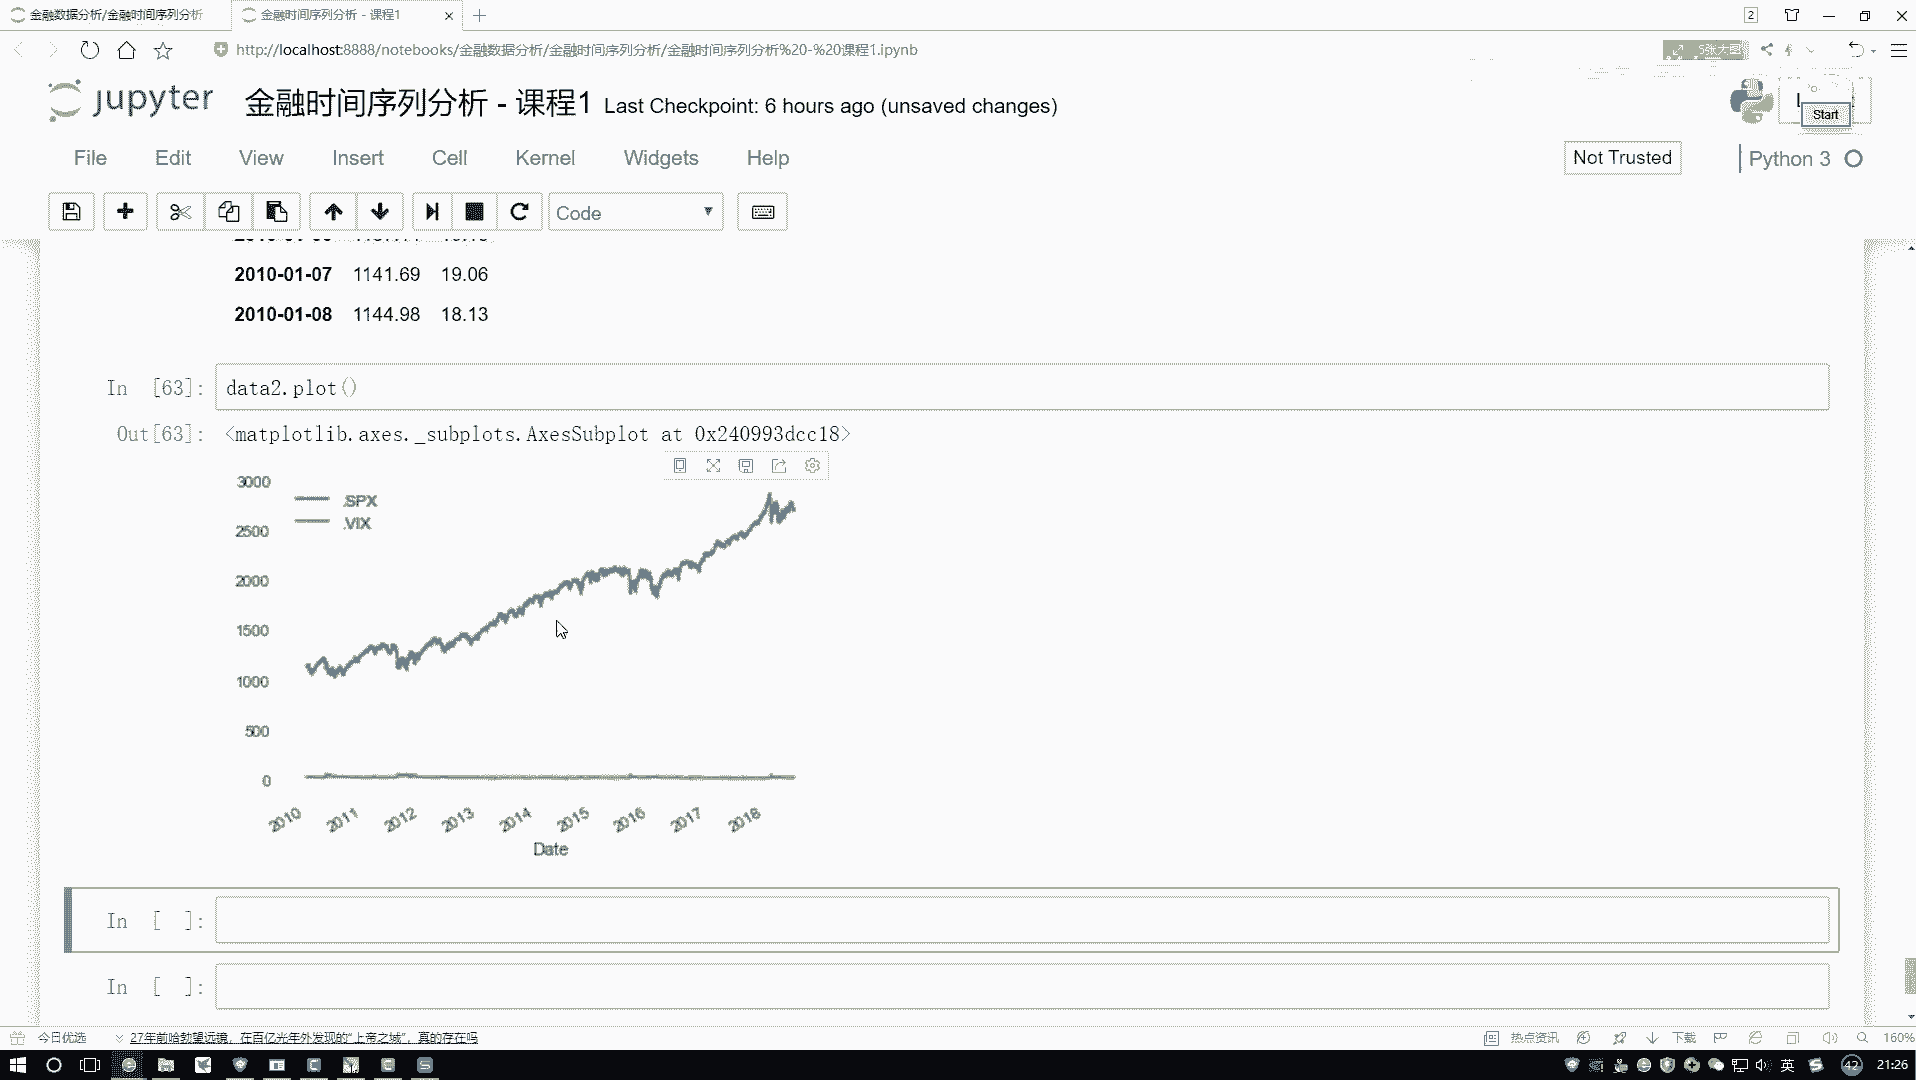 金融数据分析/金融时间序列分析
金融时间序列分析 - 课程1
2
http://localhost:8888/notebooks/金融数据分析/金融时间序列分析/金融时间序列分析%20-%20课程1.ipynb
5张大图
jupyter
金融时间序列分析 - 课程1 Last Checkpoint: 6 hours ago (unsaved changes)
Start
File Edit View Insert Cell Kernel Widgets Help
Not Trusted
Python 3
Code
2010-01-07 1141.69 19.06
2010-01-08 1144.98 18.13
In [63]: data2.plot()
Out[63]: <matplotlib.axes._subplots.AxesSubplot at 0x240993dcc18>
3000
.SPX
.VIX
2500
2000
1500
1000
500
0
2010 2011 2012 2013 2014 2015 2016 2017 2018
Date
In [ ]:
In [ ]:
今日优选
27年前哈勃望远镜，在百亿光年外发现的“上帝之城”，真的存在吗
热点资讯
下载
160%
英
42
21:26